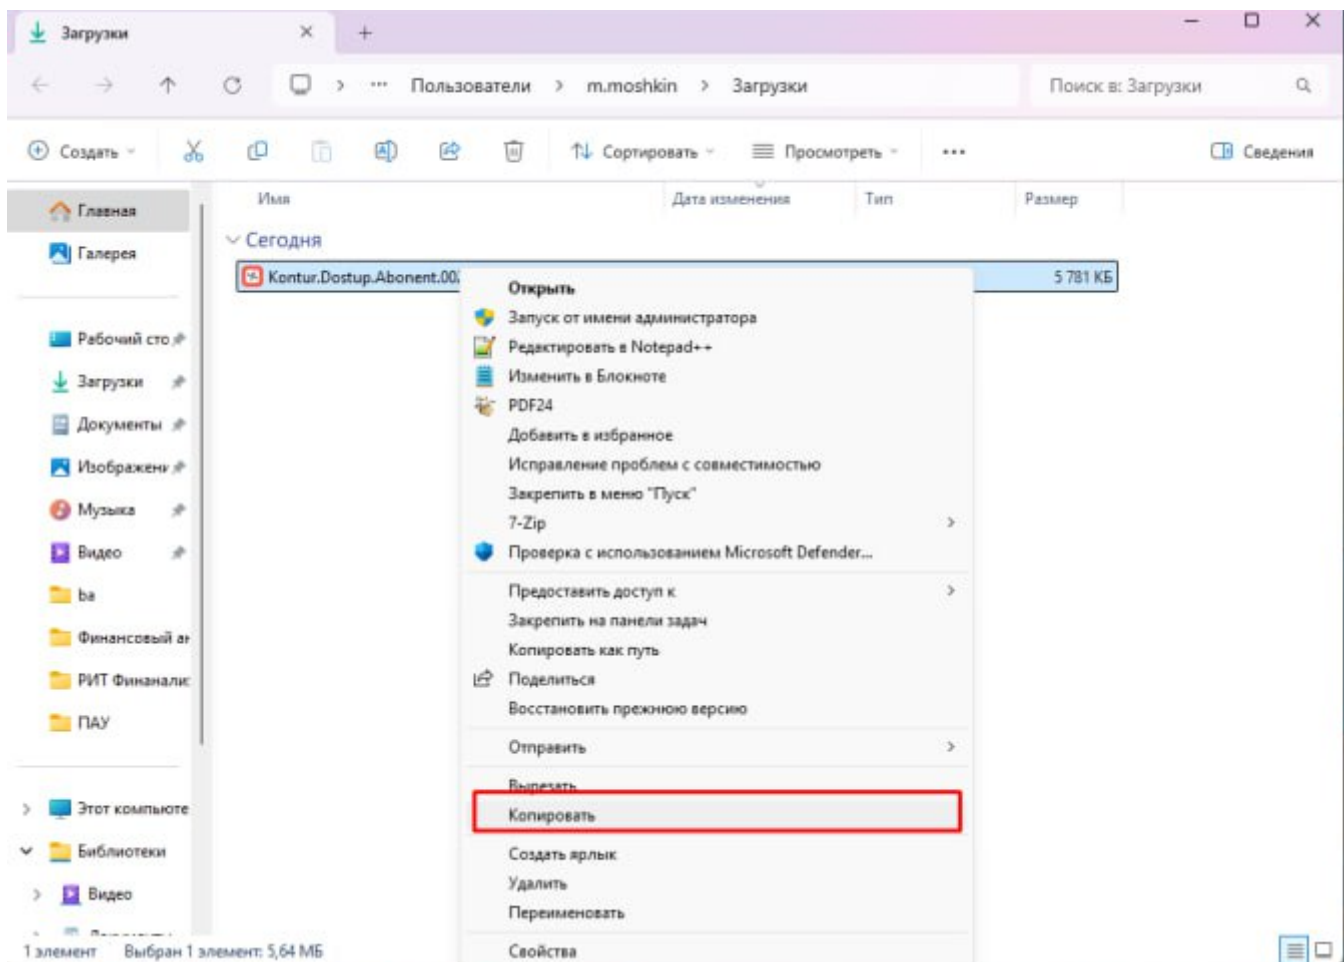 Загрузки
Пользователи > m.moshkin > Загрузки
Поиск в: Загрузки
Создать
Сортировать
Просмотреть
Сведения
Имя
Дата изменения
Тип
Размер
Главная
Галерея
Рабочий сто
Загрузки
Документы
Изображени
Музыка
Видео
ba
Финансовый ан
РИТ Финанализ
ПАУ
Этот компьюте
Библиотеки
Видео
Сегодня
Kontur.Dostup.Abonent.00
5 781 КБ
Открыть
Запуск от имени администратора
Редактировать в Notepad++
Изменить в Блокноте
PDF24
Добавить в избранное
Исправление проблем с совместимостью
Закрепить в меню "Пуск"
7-Zip
Проверка с использованием Microsoft Defender...
Предоставить доступ к
Закрепить на панели задач
Копировать как путь
Поделиться
Восстановить прежнюю версию
Отправить
Вырезать
Копировать
Создать ярлык
Удалить
Переименовать
Свойства
1 элемент
Выбран 1 элемент: 5,64 МБ